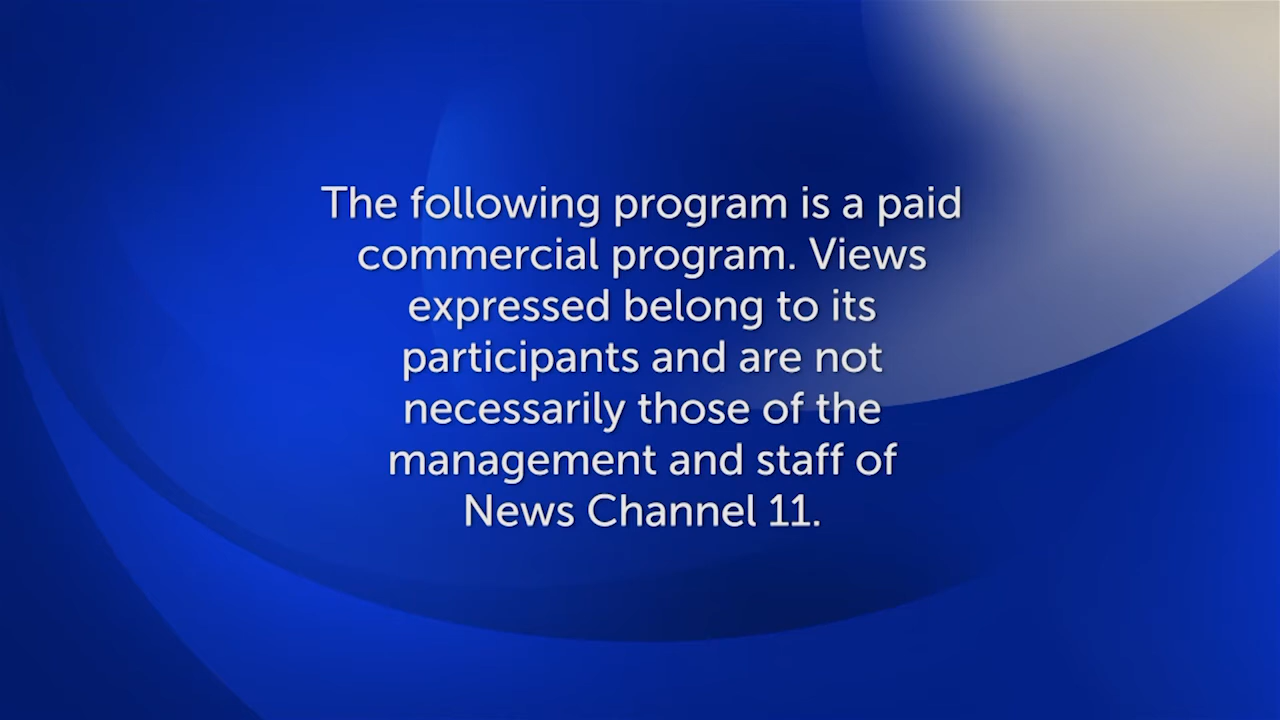 The following program is a paid
commercial program. Views
expressed belong to its
participants and are not
necessarily those of the
management and staff of
News Channel 11.